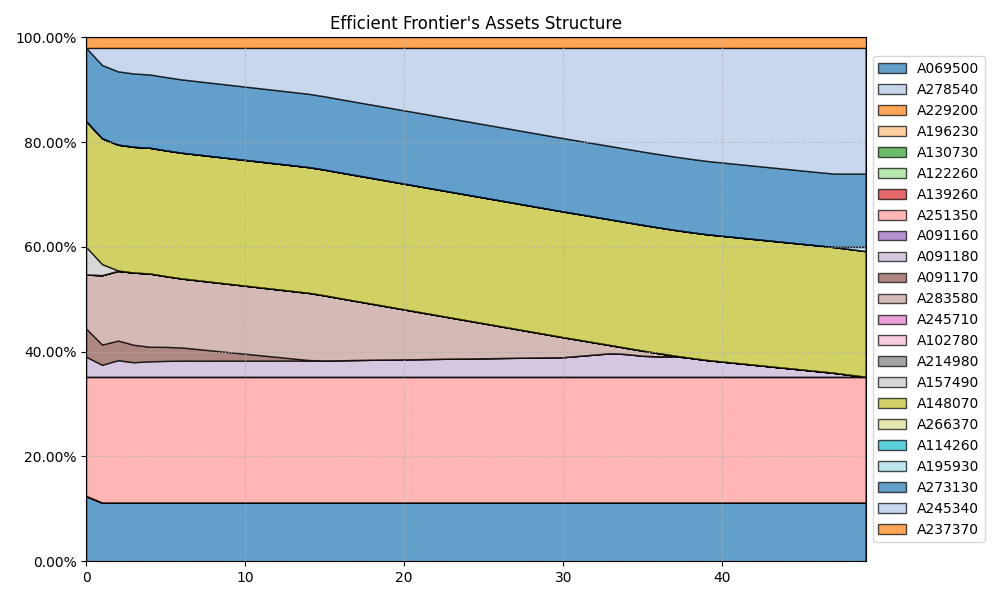 Efficient Frontier's Assets Structure
100.00%
80.00%
60.00%
40.00%
20.00%
0.00%
0
10
20
30
40
A069500
A278540
A229200
A196230
A130730
A122260
A139260
A251350
A091160
A091180
A091170
A283580
A245710
A102780
A214980
A157490
A148070
A266370
A114260
A195930
A273130
A245340
A237370